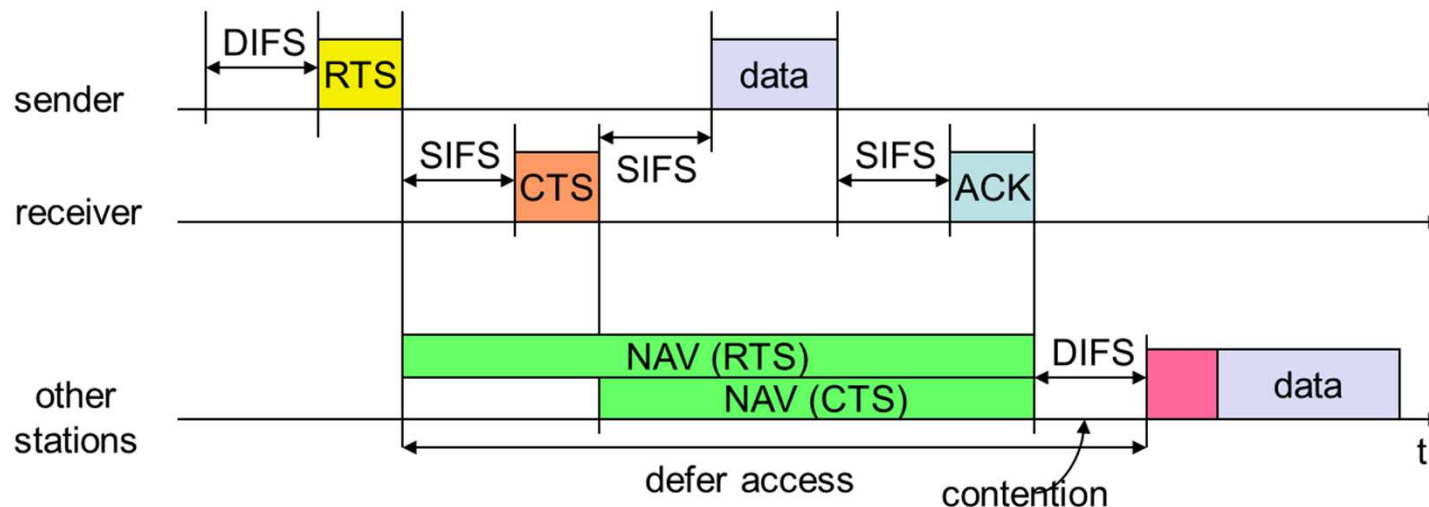 DIFS
RTS
data
sender
SIFS
CTS
SIFS
SIFS
ACK
receiver
NAV (RTS)
DIFS
NAV (CTS)
data
other
stations
t
defer access
contention